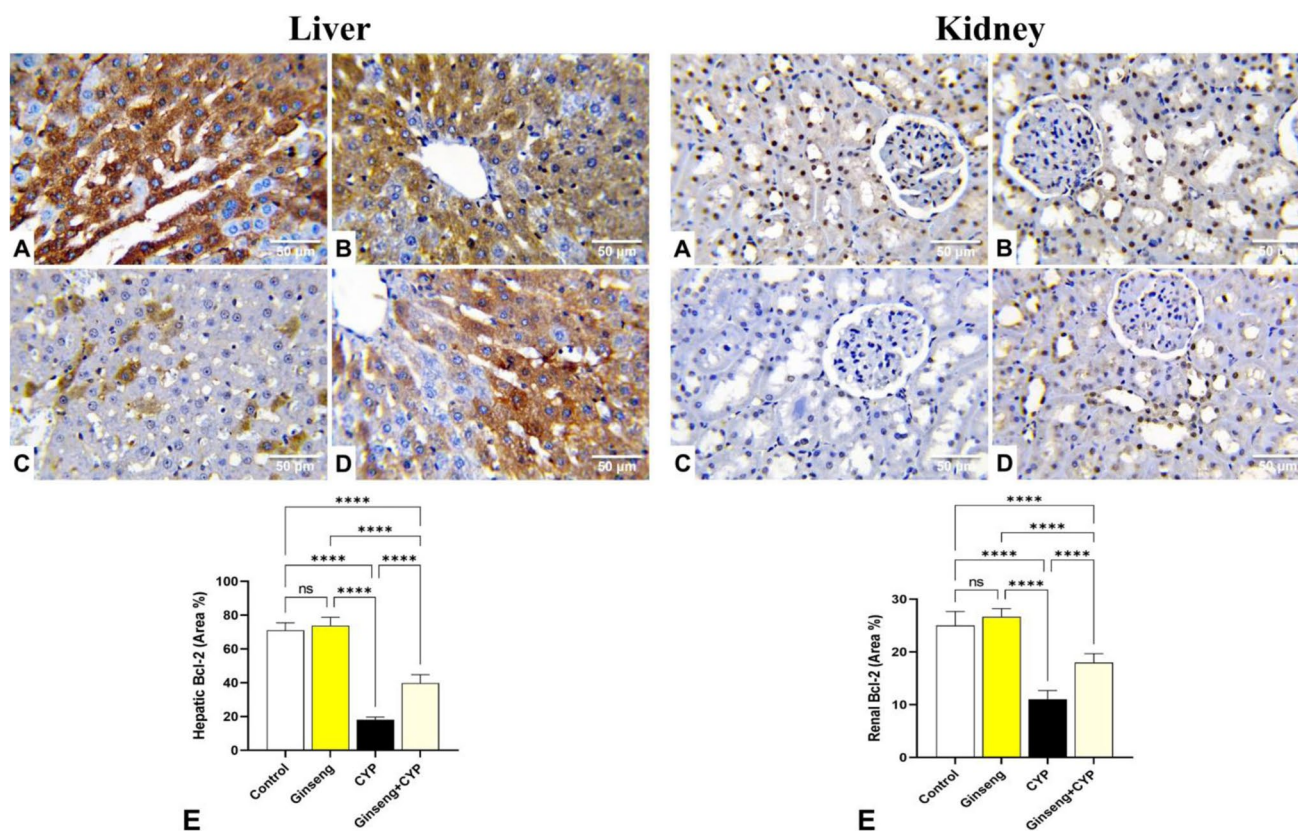 Liver
Kidney
A
50 µm
B
50 µm
A
50 µm
B
50 µm
C
50 µm
D
50 µm
C
50 µm
D
50 µm
****
****
**** ****
ns ****
100
80
60
40
20
0
Hepatic Bcl-2 (Area %)
Control
Ginseng
CYP
Ginseng+CYP
E
****
****
**** ****
ns ****
30
20
10
0
Renal Bcl-2 (Area %)
Control
Ginseng
CYP
Ginseng+CYP
E